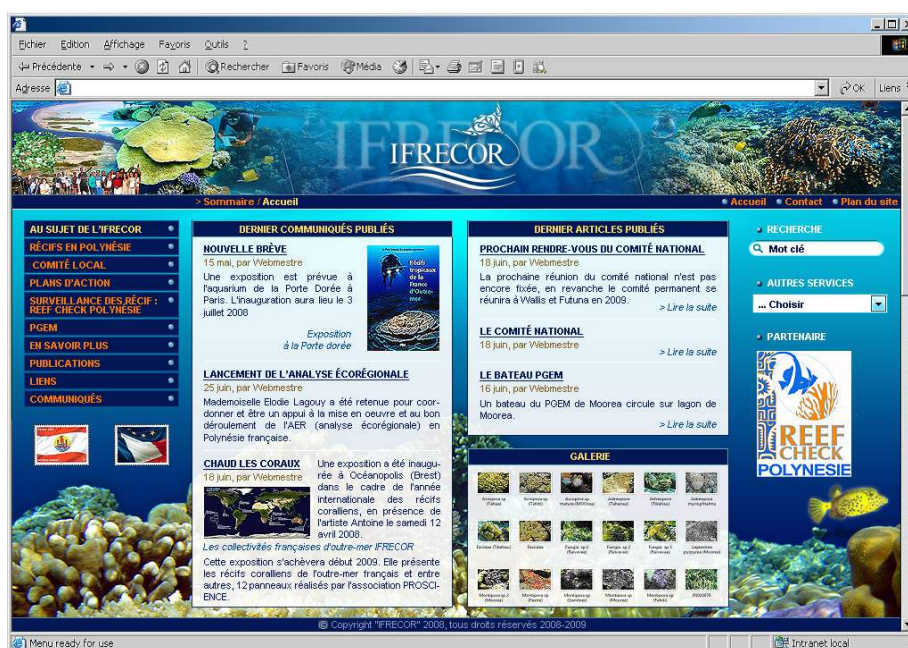 Fichier Edition Affichage Favoris Outils ?
Précédente Rechercher Favoris Média
Adresse OK Liens
IFRECOR
IFRECOR
> Sommaire / Accueil
Accueil Contact Plan du site
AU SUJET DE L'IFRECOR
RÉCIFS EN POLYNÉSIE
COMITÉ LOCAL
PLANS D'ACTION
SURVEILLANCE DES RÉCIF :
REEF CHECK POLYNÉSIE
PGEM
EN SAVOIR PLUS
PUBLICATIONS
LIENS
COMMUNIQUÉS
DERNIER COMMUNIQUÉS PUBLIÉS
NOUVELLE BRÈVE
15 mai, par Webmestre
Une exposition est prévue à
l'aquarium de la Porte Dorée à
Paris. L'inauguration aura lieu le 3
juillet 2008
Exposition
à la Porte dorée
Récifs
tropicaux
de la
France
d'Outre-
mer
LANCEMENT DE L'ANALYSE ÉCORÉGIONALE
25 juin, par Webmestre
Mademoiselle Elodie Lagouy a été retenue pour coor-
donner et être un appui à la mise en oeuvre et au bon
déroulement de l'AER (analyse écorégionale) en
Polynésie française.
CHAUD LES CORAUX
18 juin, par Webmestre
Une exposition a été inaugu-
rée à Océanopolis (Brest)
dans le cadre de l'année
internationale des récifs
coralliens, en présence de
l'artiste Antoine le samedi 12
avril 2008.
Les collectivités françaises d'outre-mer IFRECOR
Cette exposition s'achèvera début 2009. Elle présente
les récifs coralliens de l'outre-mer français et entre
autres, 12 panneaux réalisés par l'association PROSCI-
ENCE.
DERNIER ARTICLES PUBLIÉS
PROCHAIN RENDRE-VOUS DU COMITÉ NATIONAL
18 juin, par Webmestre
La prochaine réunion du comité national n'est pas
encore fixée, en revanche le comité permanent se
réunira à Wallis et Futuna en 2009.
> Lire la suite
LE COMITÉ NATIONAL
18 juin, par Webmestre
> Lire la suite
LE BATEAU PGEM
16 juin, par Webmestre
Un bateau du PGEM de Moorea circule sur lagon de
Moorea.
> Lire la suite
GALERIE
RECHERCHE
Mot clé
AUTRES SERVICES
... Choisir
PARTENAIRE
REEF
CHECK
POLYNESIE
© Copyright "IFRECOR" 2008, tous droits réservés 2008-2009
Menu ready for use
Intranet local